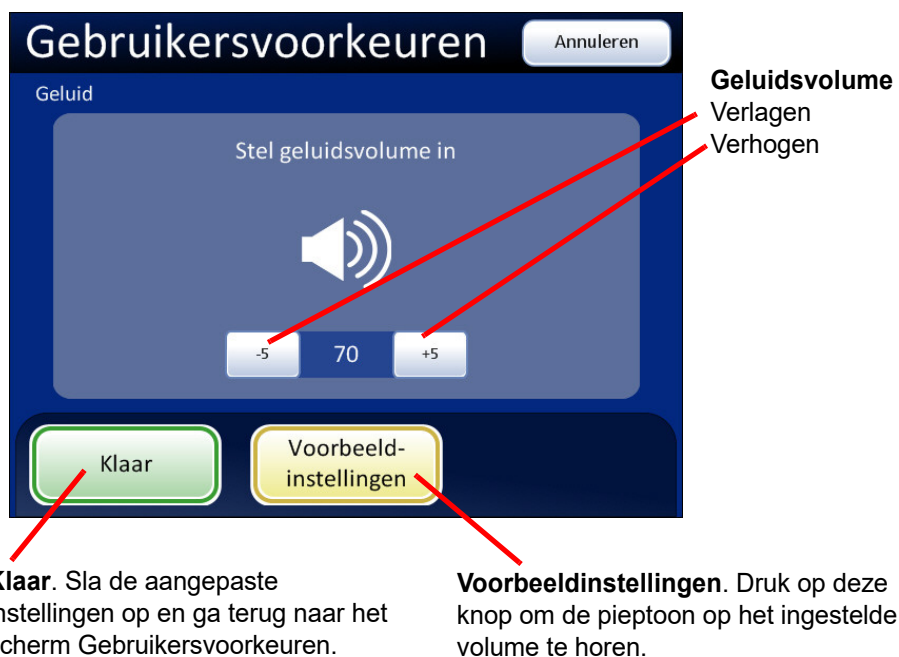 Gebruikersvoorkeuren
Annuleren
Geluid
Stel geluidsvolume in
-5
70
+5
Klaar
Voorbeeld-
instellingen
Geluidsvolume
Verlagen
Verhogen
Klaar. Sla de aangepaste
nstellingen op en ga terug naar het
cherm Gebruikersvoorkeuren.
Voorbeeldinstellingen. Druk op deze
knop om de pieptoon op het ingestelde
volume te horen.